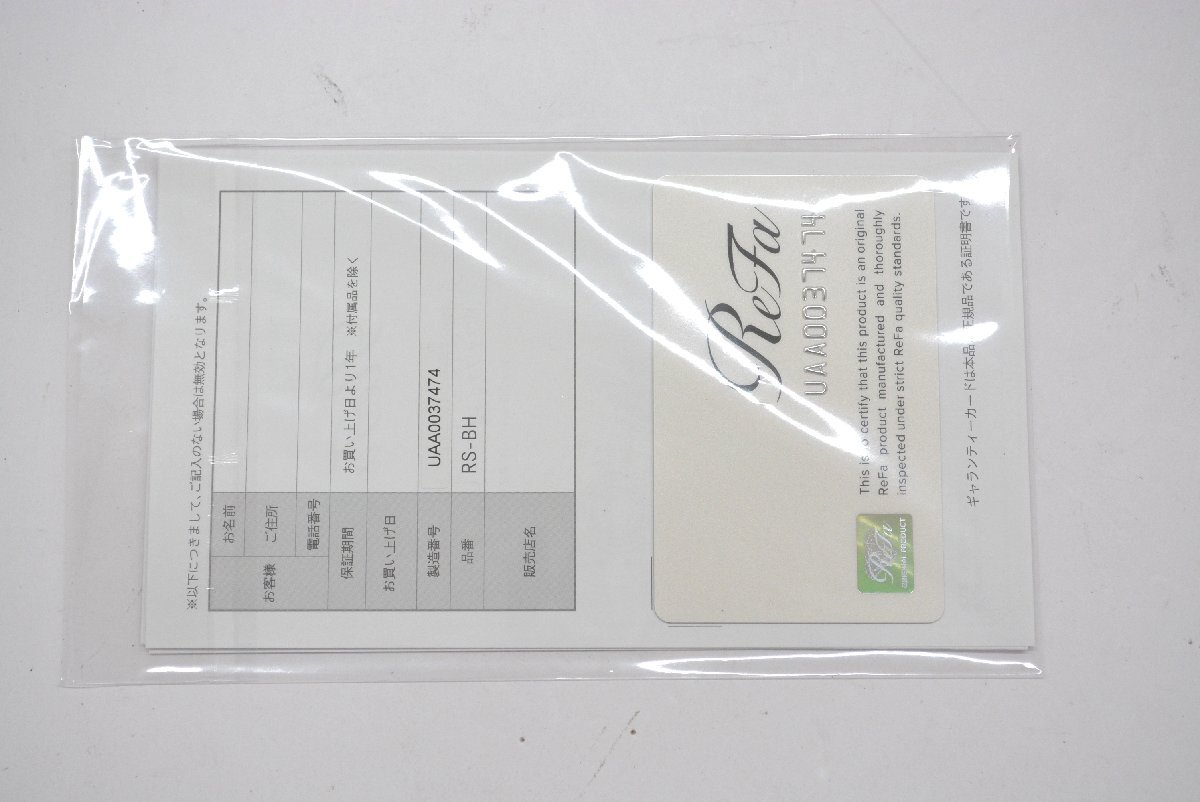 ※以下につきまして、ご記入のない場合は無効となります。
お客様
お名前
ご住所
電話番号
保証期間 お買い上げ日より1年 ※付属品を除く
お買い上げ日
製造番号 UAA0037474
品番 RS-BH
販売店名
ReFa
UAA0037474
This is to certify that this product is an original
ReFa product manufactured and thoroughly
inspected under strict ReFa quality standards.
ReFa
ORIGINAL PRODUCT
ギャランティーカードは本品が正規品である証明書です